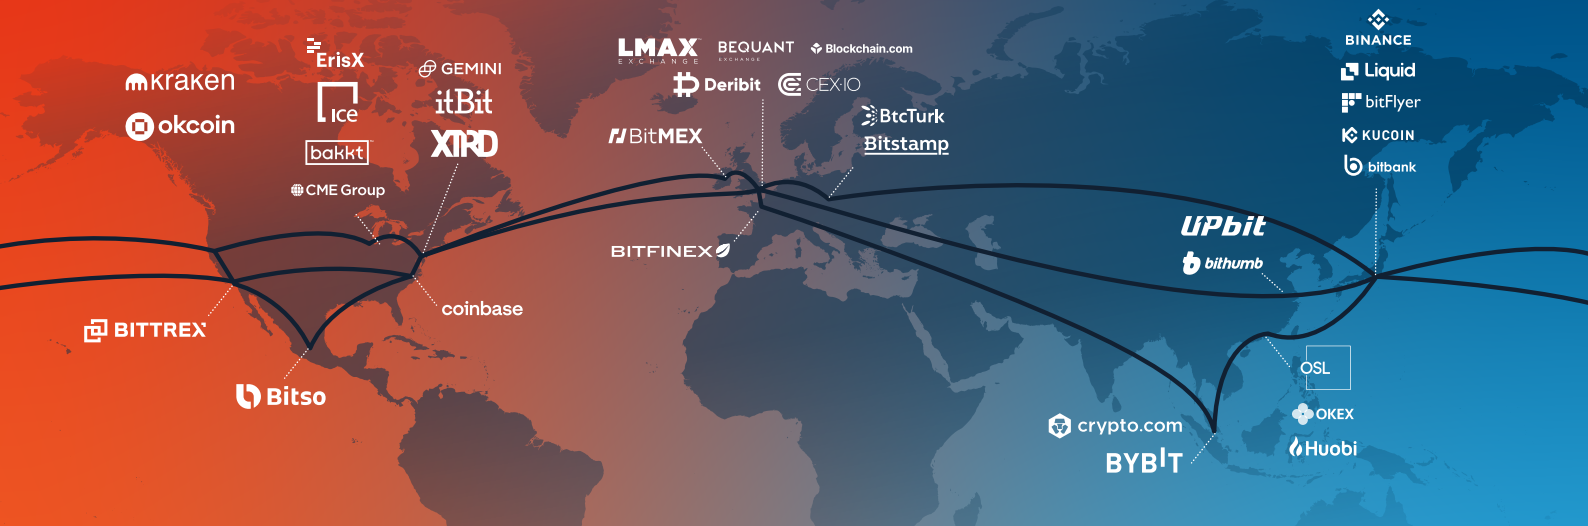 kraken
okcoin
ErisX
ice
bakkt
CME Group
GEMINI
itBit
XTRD
BITTREX
Bitso
coinbase
LMAX
EXCHANGE
BEQUANT
EXCHANGE
Blockchain.com
Deribit
CEX·IO
BitMEX
BtcTurk
Bitstamp
BITFINEX
BINANCE
Liquid
bitFlyer
KUCOIN
bitbank
UPbit
bithumb
OSL
OKEX
Huobi
crypto.com
BYBIT